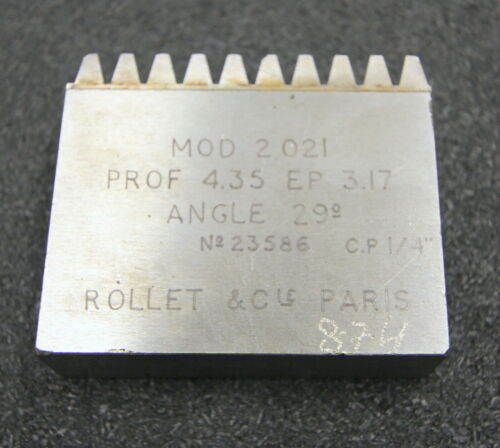 MOD 2.021
PROF 4.35 EP 3.17
ANGLE 29º
Nº 23586 C.P 1/4"
ROLLET & Cie PARIS
874